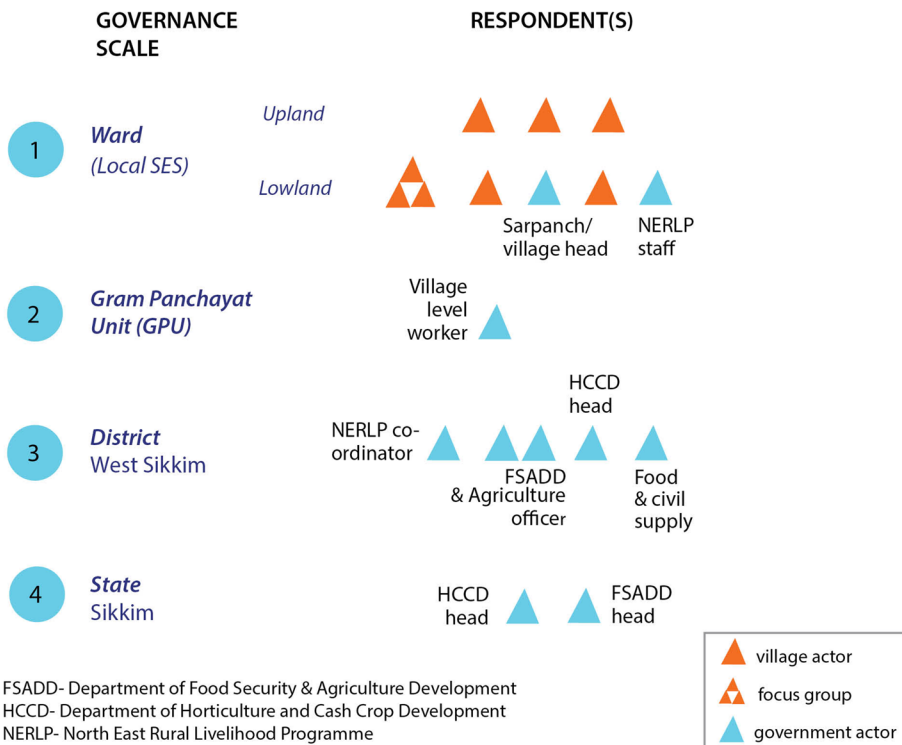 GOVERNANCE
SCALE
RESPONDENT(S)
1
Ward
(Local SES)
Upland
Lowland
Sarpanch/
village head
NERLP
staff
2
Gram Panchayat
Unit (GPU)
Village
level
worker
3
District
West Sikkim
NERLP co-
ordinator
FSADD
& Agriculture
officer
HCCD
head
Food
& civil
supply
4
State
Sikkim
HCCD
head
FSADD
head
village actor
focus group
government actor
FSADD- Department of Food Security & Agriculture Development
HCCD- Department of Horticulture and Cash Crop Development
NERLP- North East Rural Livelihood Programme